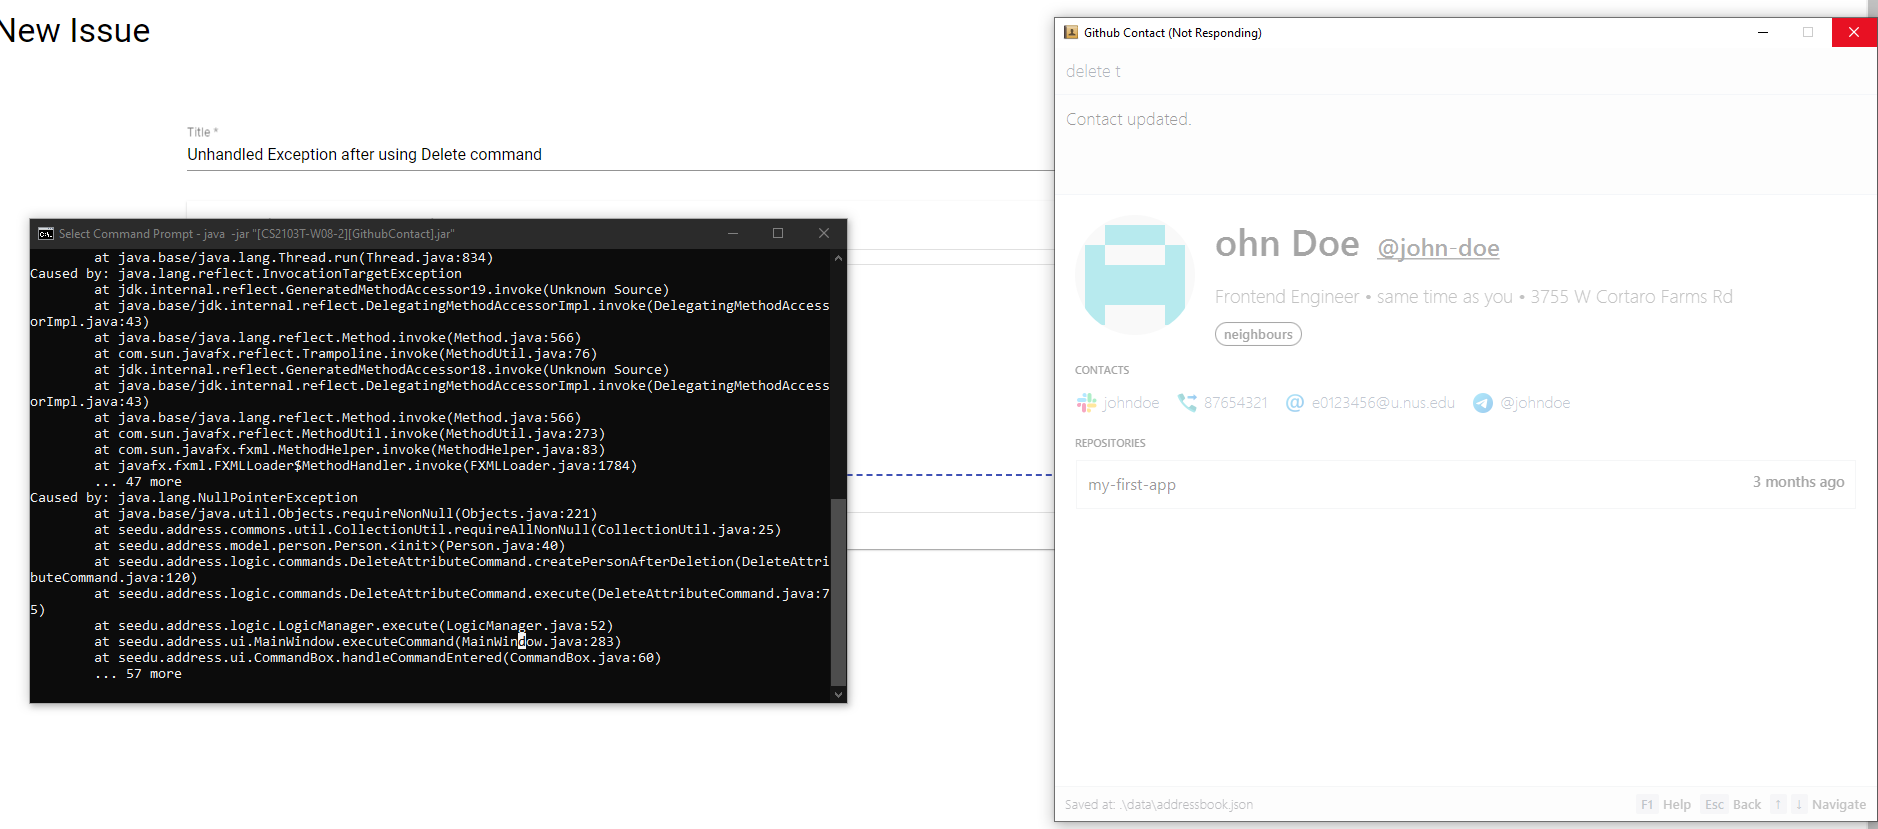 New Issue
Title *
Unhandled Exception after using Delete command
Select Command Prompt - java -jar "[CS2103T-W08-2][GithubContact].jar"
at java.base/java.lang.Thread.run(Thread.java:834)
Caused by: java.lang.reflect.InvocationTargetException
at jdk.internal.reflect.GeneratedMethodAccessor19.invoke(Unknown Source)
at java.base/jdk.internal.reflect.DelegatingMethodAccessorImpl.invoke(DelegatingMethodAccess
orImpl.java:43)
at java.base/java.lang.reflect.Method.invoke(Method.java:566)
at com.sun.javafx.reflect.Trampoline.invoke(MethodUtil.java:76)
at jdk.internal.reflect.GeneratedMethodAccessor18.invoke(Unknown Source)
at java.base/jdk.internal.reflect.DelegatingMethodAccessorImpl.invoke(DelegatingMethodAccess
orImpl.java:43)
at java.base/java.lang.reflect.Method.invoke(Method.java:566)
at com.sun.javafx.reflect.MethodUtil.invoke(MethodUtil.java:273)
at com.sun.javafx.fxml.MethodHelper.invoke(MethodHelper.java:83)
at javafx.fxml.FXMLLoader$MethodHandler.invoke(FXMLLoader.java:1784)
... 47 more
Caused by: java.lang.NullPointerException
at java.base/java.util.Objects.requireNonNull(Objects.java:221)
at seedu.address.commons.util.CollectionUtil.requireAllNonNull(CollectionUtil.java:25)
at seedu.address.model.person.Person.<init>(Person.java:40)
at seedu.address.logic.commands.DeleteAttributeCommand.createPersonAfterDeletion(DeleteAttri
buteCommand.java:120)
at seedu.address.logic.commands.DeleteAttributeCommand.execute(DeleteAttributeCommand.java:7
5)
at seedu.address.logic.LogicManager.execute(LogicManager.java:52)
at seedu.address.ui.MainWindow.executeCommand(MainWindow.java:283)
at seedu.address.ui.CommandBox.handleCommandEntered(CommandBox.java:60)
... 57 more
Github Contact (Not Responding)
delete t
Contact updated.
ohn Doe @john-doe
Frontend Engineer • same time as you • 3755 W Cortaro Farms Rd
neighbours
CONTACTS
johndoe 87654321 e0123456@u.nus.edu @johndoe
REPOSITORIES
my-first-app 3 months ago
Saved at: .\data\addressbook.json
F1 Help Esc Back ↑ ↓ Navigate